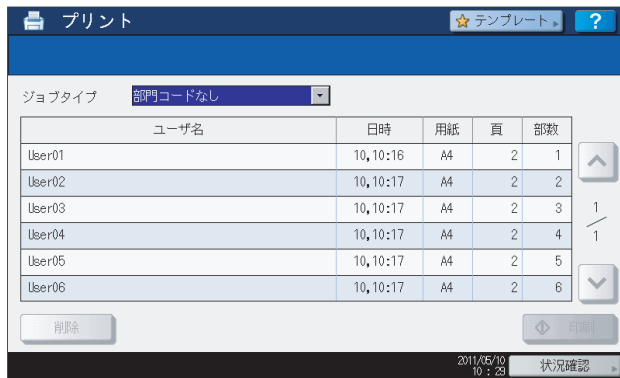 プリント テンプレート ?
ジョブタイプ 部門コードなし
ユーザ名 日時 用紙 頁 部数
User01 10,10:16 A4 2 1
User02 10,10:17 A4 2 2
User03 10,10:17 A4 2 3
User04 10,10:17 A4 2 4
User05 10,10:17 A4 2 5
User06 10,10:17 A4 2 6
1/1
削除 印刷
2011/05/10
10 : 29
状況確認